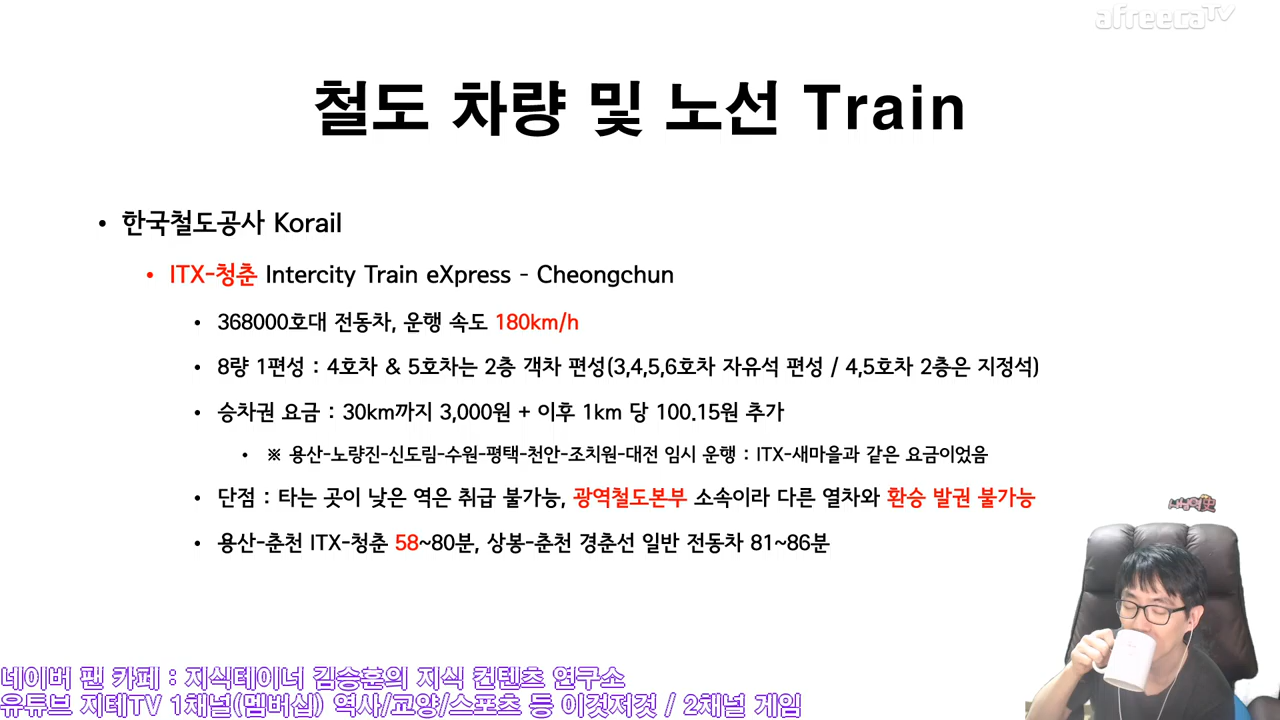 afreecaTV
철도 차량 및 노선 Train
• 한국철도공사 Korail
• ITX-청춘 Intercity Train eXpress - Cheongchun
• 368000호대 전동차, 운행 속도 180km/h
• 8량 1편성 : 4호차 & 5호차는 2층 객차 편성(3,4,5,6호차 자유석 편성 / 4,5호차 2층은 지정석)
• 승차권 요금 : 30km까지 3,000원 + 이후 1km 당 100.15원 추가
• ※ 용산-노량진-신도림-수원-평택-천안-조치원-대전 임시 운행 : ITX-새마을과 같은 요금이었음
• 단점 : 타는 곳이 낮은 역은 취급 불가능, 광역철도본부 소속이라 다른 열차와 환승 발권 불가능
• 용산-춘천 ITX-청춘 58~80분, 상봉-춘천 경춘선 일반 전동차 81~86분
네이버 팬 카페 : 지식테이너 김승훈의 지식 컨텐츠 연구소
유튜브 지테TV 1채널(멤버십) 역사/교양/스포츠 등 이것저것 / 2채널 게임